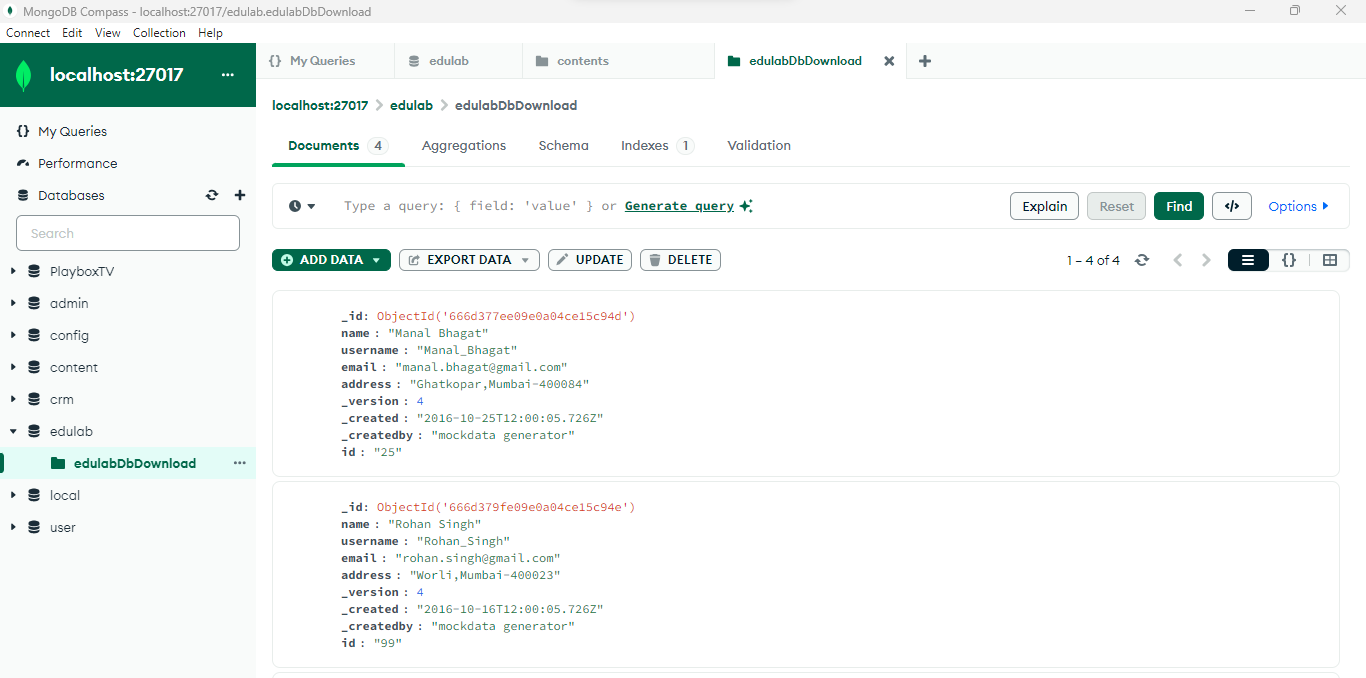 MongoDB Compass - localhost:27017/edulab.edulabDbDownload
Connect Edit View Collection Help
localhost:27017 ...
{} My Queries
Performance
Databases
Search
PlayboxTV
admin
config
content
crm
edulab
edulabDbDownload ...
local
user
{} My Queries edulab contents edulabDbDownload
localhost:27017 > edulab > edulabDbDownload
Documents 4 Aggregations Schema Indexes 1 Validation
Type a query: { field: 'value' } or Generate query Explain Reset Find </> Options
ADD DATA EXPORT DATA UPDATE DELETE 1 – 4 of 4 {}
_id: ObjectId('666d377ee09e0a04ce15c94d')
name : "Manal Bhagat"
username : "Manal_Bhagat"
email : "manal.bhagat@gmail.com"
address : "Ghatkopar,Mumbai-400084"
_version : 4
_created : "2016-10-25T12:00:05.726Z"
_createdby : "mockdata generator"
id : "25"
_id: ObjectId('666d379fe09e0a04ce15c94e')
name : "Rohan Singh"
username : "Rohan_Singh"
email : "rohan.singh@gmail.com"
address : "Worli,Mumbai-400023"
_version : 4
_created : "2016-10-16T12:00:05.726Z"
_createdby : "mockdata generator"
id : "99"